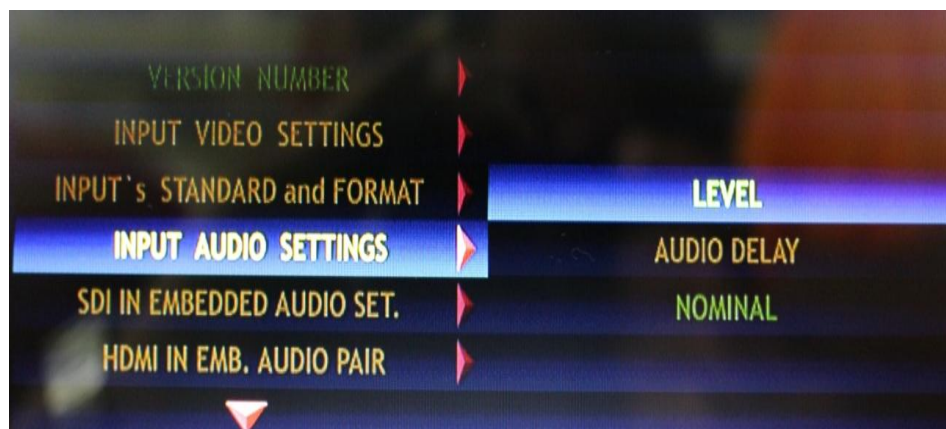 VERSION NUMBER
INPUT VIDEO SETTINGS
INPUT`s STANDARD and FORMAT
INPUT AUDIO SETTINGS
SDI IN EMBEDDED AUDIO SET.
HDMI IN EMB. AUDIO PAIR
LEVEL
AUDIO DELAY
NOMINAL